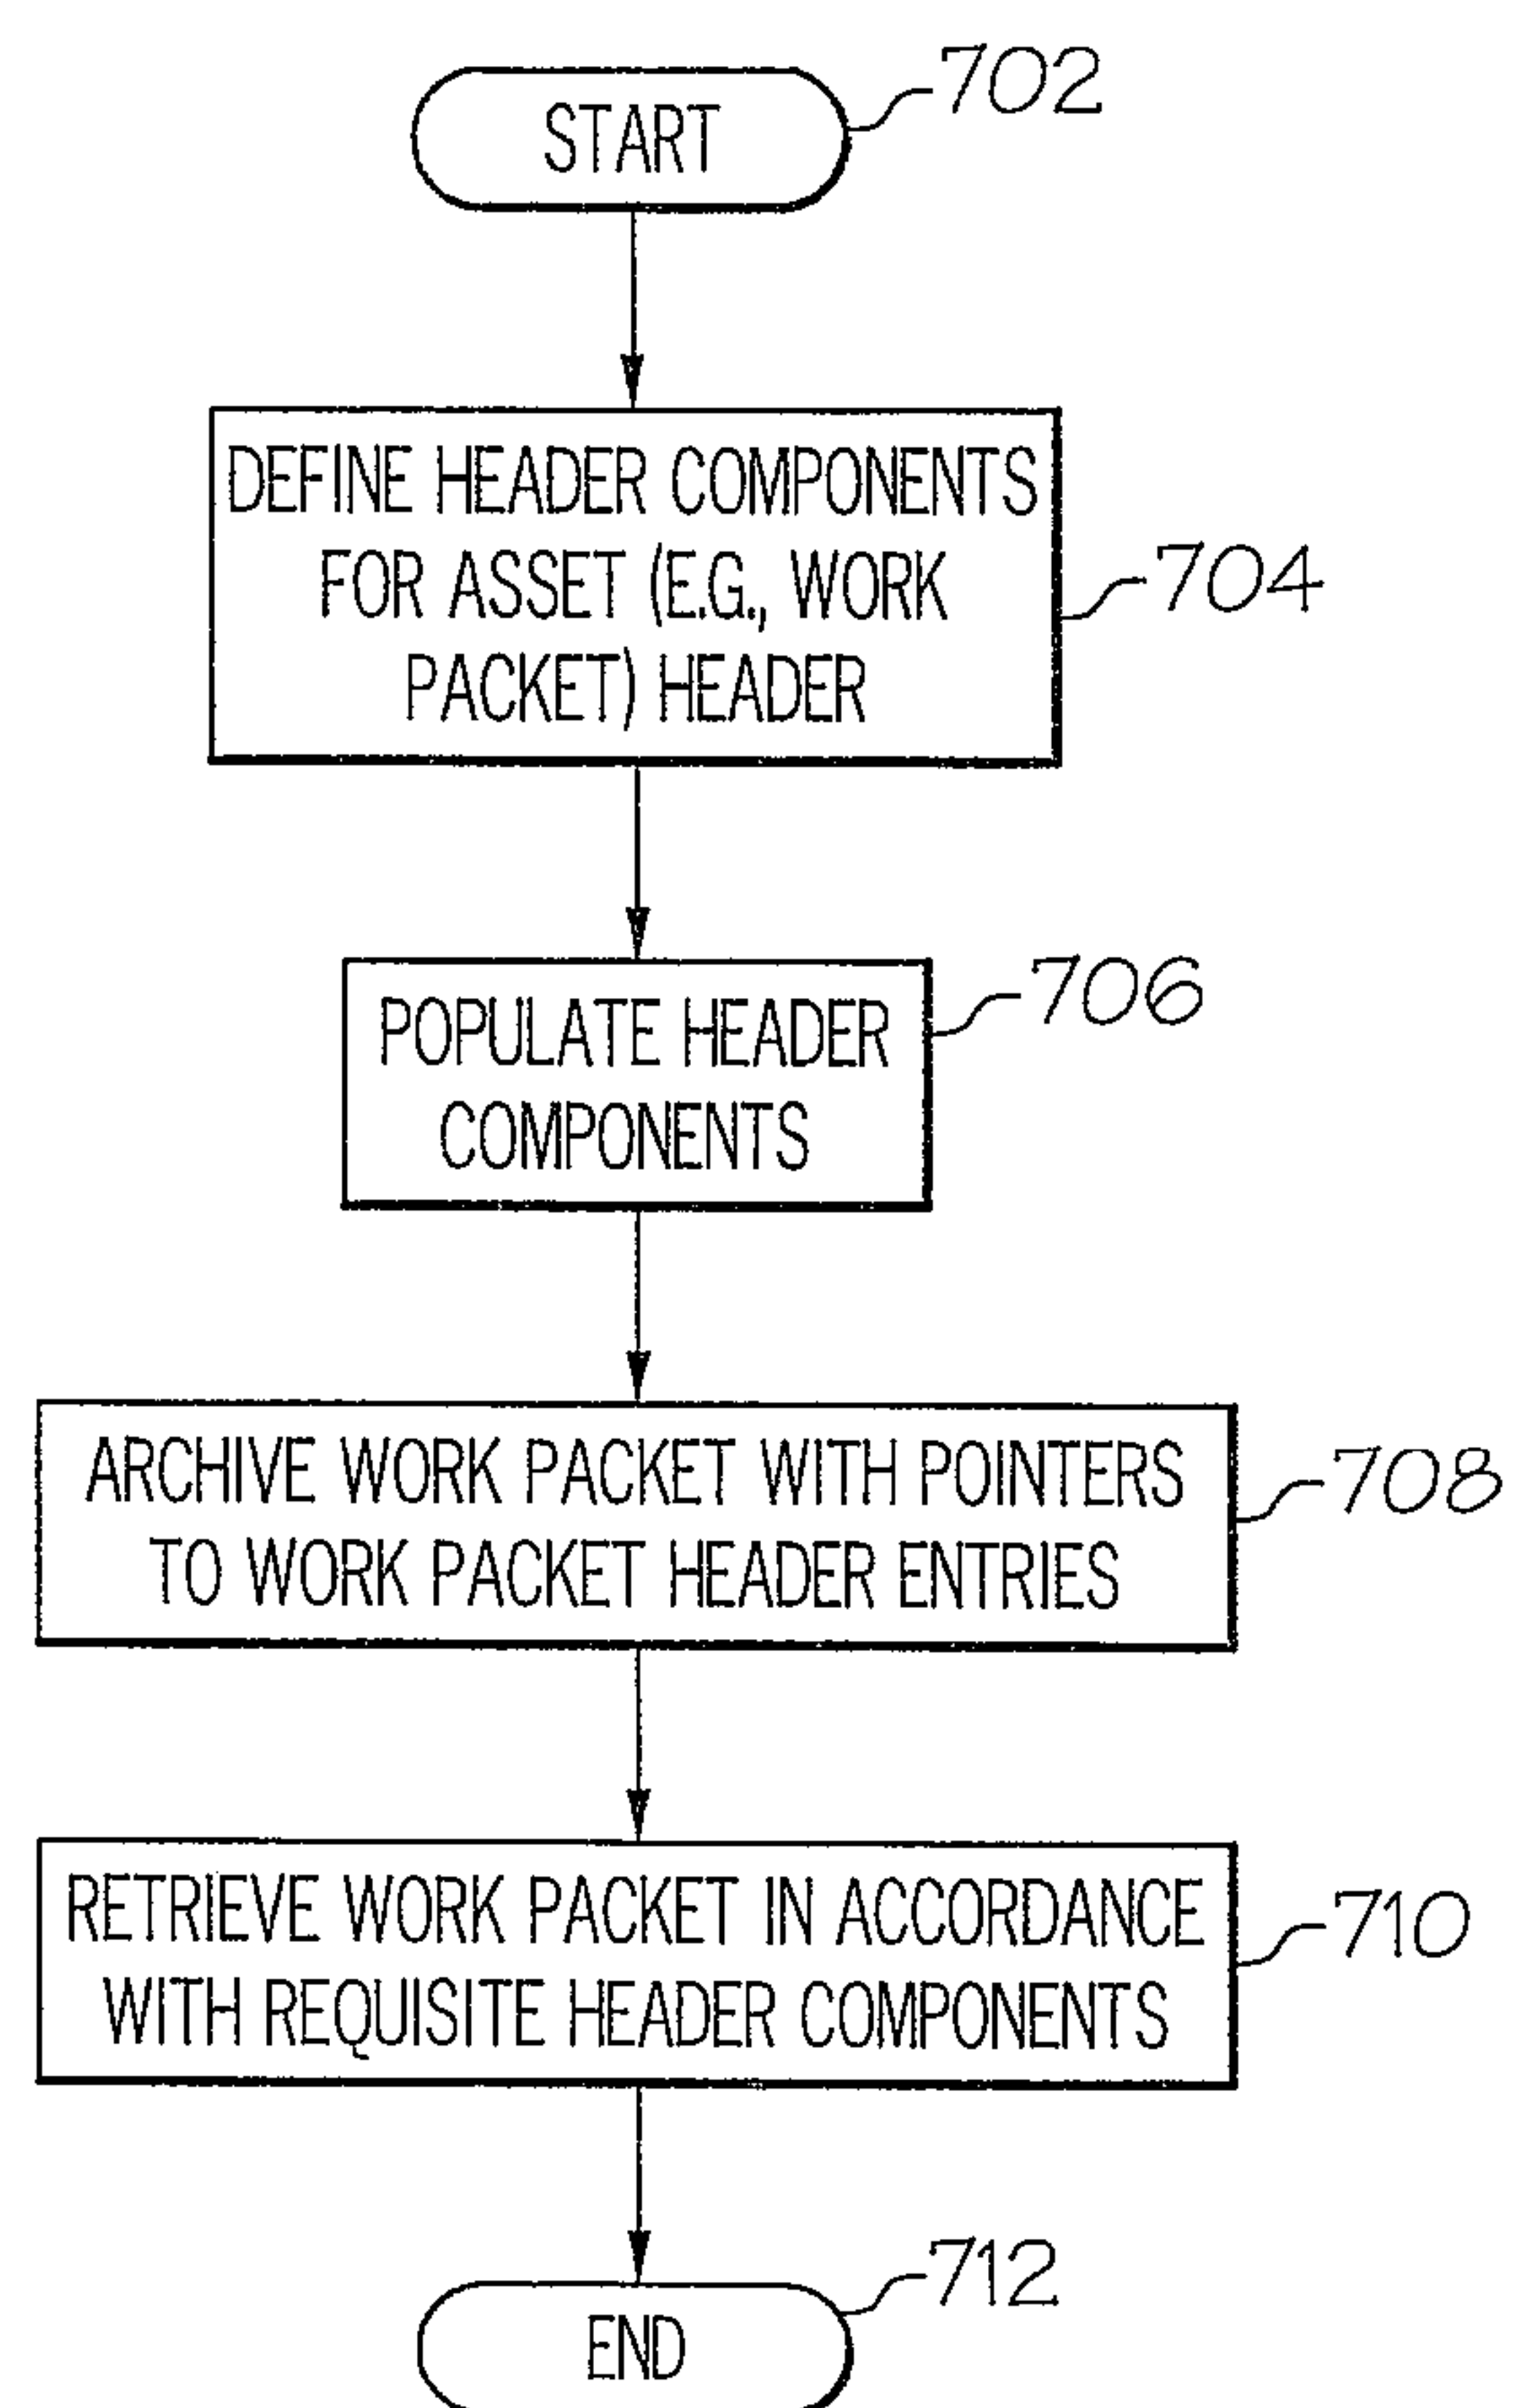 START
702
DEFINE HEADER COMPONENTS
FOR ASSET (E.G., WORK
PACKET) HEADER
704
POPULATE HEADER
COMPONENTS
706
ARCHIVE WORK PACKET WITH POINTERS
TO WORK PACKET HEADER ENTRIES
708
RETRIEVE WORK PACKET IN ACCORDANCE
WITH REQUISITE HEADER COMPONENTS
710
END
712